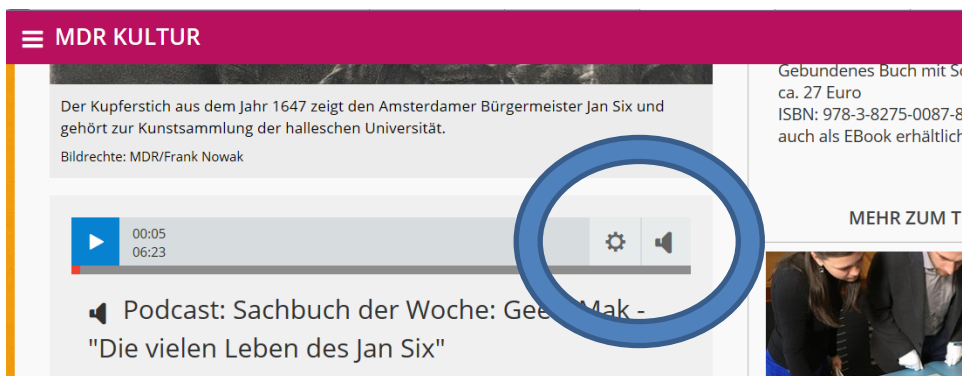 MDR KULTUR
Der Kupferstich aus dem Jahr 1647 zeigt den Amsterdamer Bürgermeister Jan Six und
gehört zur Kunstsammlung der halleschen Universität.
Bildrechte: MDR/Frank Nowak
00:05
06:23
Podcast: Sachbuch der Woche: Mak -
"Die vielen Leben des Jan Six"
Gebundenes Buch mit
ca. 27 Euro
ISBN: 978-3-8275-0087-8
auch als EBook erhältlich
MEHR ZUM T